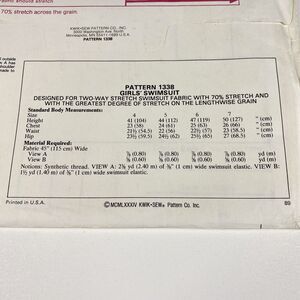 70% stretch across the grain.
KWIK•SEW PATTERN CO., INC.
3000 Washington Ave. North
Minneapolis, MN 55411-1699 U.S.A.
PATTERN 1338
PATTERN 1338
GIRLS' SWIMSUIT
DESIGNED FOR TWO-WAY STRETCH SWIMSUIT FABRIC WITH 70% STRETCH AND
WITH THE GREATEST DEGREE OF STRETCH ON THE LENGTHWISE GRAIN
Standard Body Measurements:
Size 4 5 6 7
Height 41 (104) 44 (112) 47 (119) 50 (127) "(cm)
Chest 23 (58) 24 (61) 25 (63) 26 (66) "(cm)
Waist 21½ (54.5) 22 (56) 22½ (57) 23 (58.5) "(cm)
Hip 23½ (59.5) 24½ (62) 25½ (65) 27 (68.5) "(cm)
Material Required:
Fabric 45" (115 cm) Wide
View A ⅞ (0.80) ⅞ (0.80) ⅞ (0.80) ⅞ (0.80) yd (m)
View B ⅝ (0.60) ⅝ (0.60) ⅝ (0.60) ⅝ (0.60) yd (m)
Notions: Synthetic thread. VIEW A: 2⅝ yd (2.40 m) of ⅜" (1 cm) wide swimsuit elastic. VIEW B:
1½ yd (1.40 m) of ⅜" (1 cm) wide swimsuit elastic.
Printed in U.S.A.
©MCMLXXXIV KWIK•SEW® Pattern Co. Inc.
89